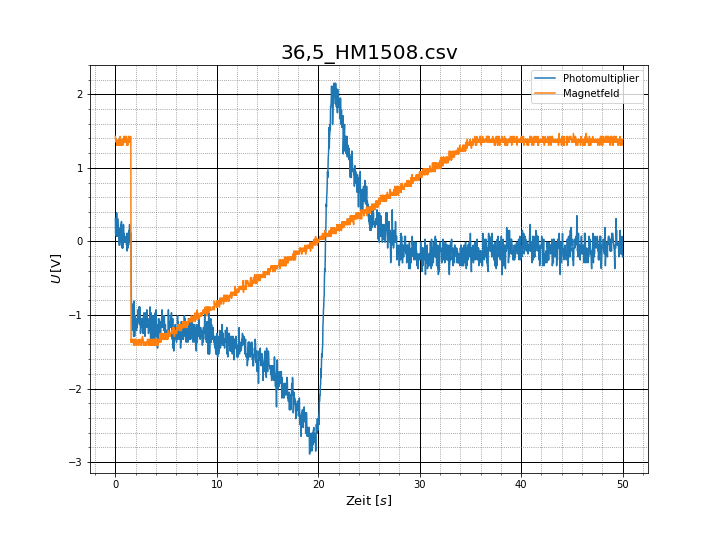 36,5_HM1508.csv
Photomultiplier
Magnetfeld
U [V]
2
1
0
−1
−2
−3
0
10
20
30
40
50
Zeit [s]